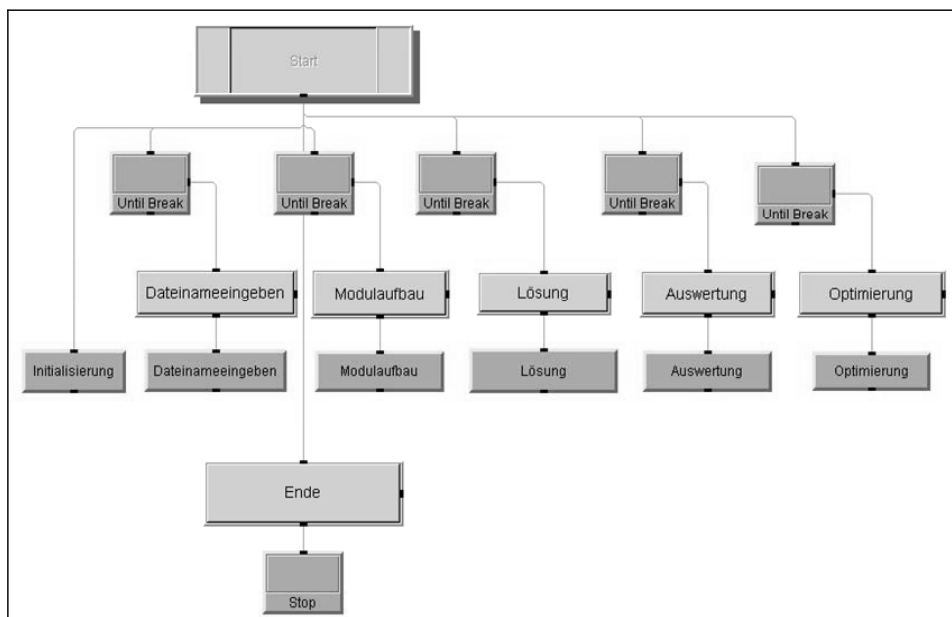 Start
Until Break
Until Break
Until Break
Until Break
Until Break
Dateinameeingeben
Modulaufbau
Lösung
Auswertung
Optimierung
Initialisierung
Dateinameeingeben
Modulaufbau
Lösung
Auswertung
Optimierung
Ende
Stop